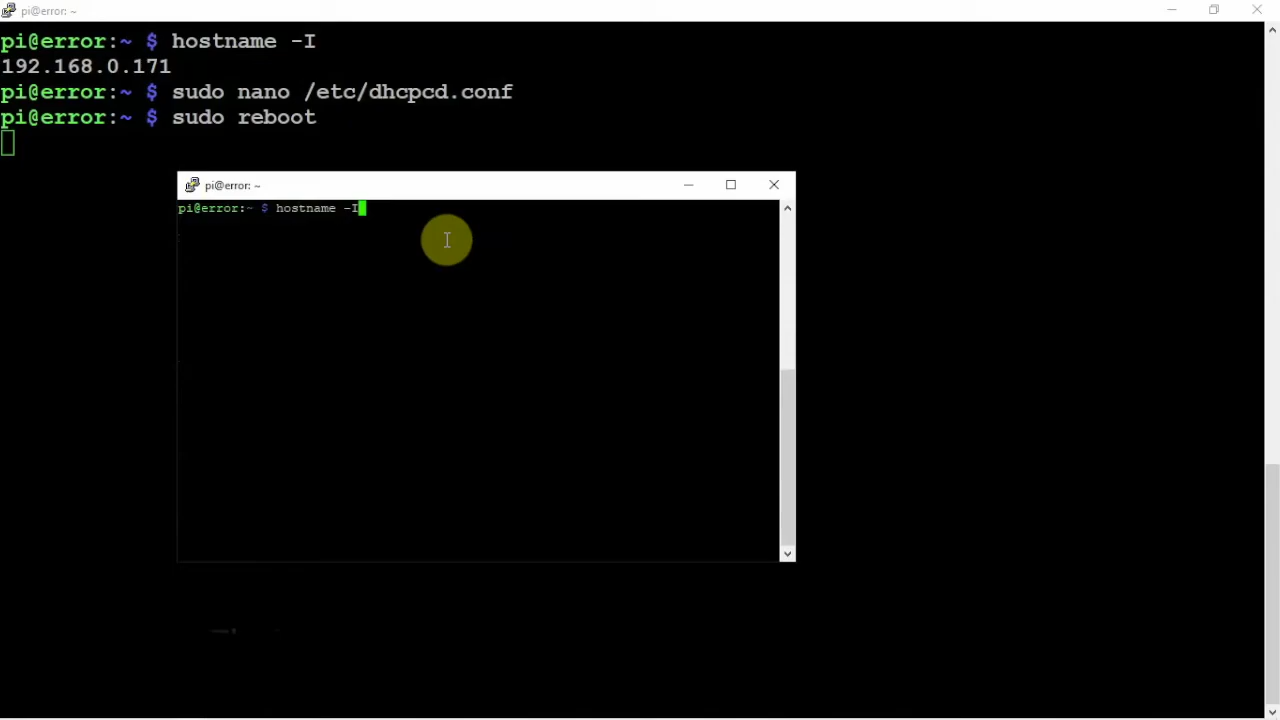 pi@error: ~
pi@error:~ $ hostname -I
192.168.0.171
pi@error:~ $ sudo nano /etc/dhcpcd.conf
pi@error:~ $ sudo reboot
pi@error: ~
pi@error:~ $ hostname -I